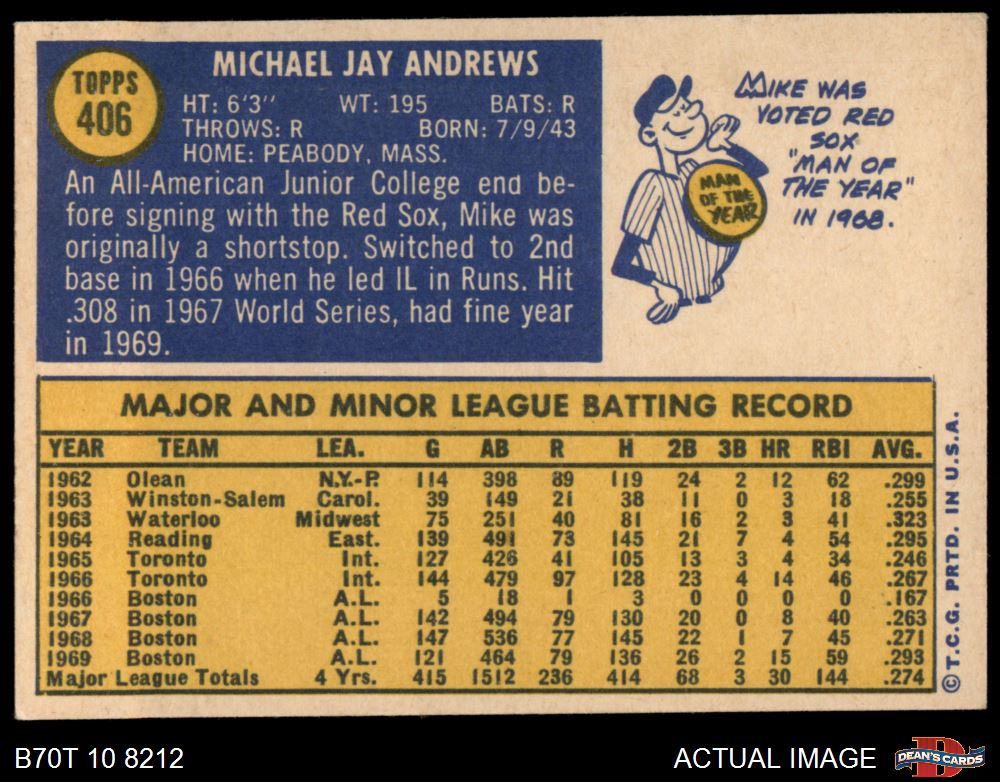 TOPPS
406
MICHAEL JAY ANDREWS
HT: 6'3" WT: 195 BATS: R
THROWS: R BORN: 7/9/43
HOME: PEABODY, MASS.
An All-American Junior College end be-
fore signing with the Red Sox, Mike was
originally a shortstop. Switched to 2nd
base in 1966 when he led IL in Runs. Hit
.308 in 1967 World Series, had fine year
in 1969.
MIKE WAS
VOTED RED
SOX
"MAN OF
THE YEAR"
IN 1968.
MAN
OF THE
YEAR
MAJOR AND MINOR LEAGUE BATTING RECORD
YEAR TEAM LEA. G AB R H 2B 3B HR RBI AVG.
1962 Olean N.Y.-P. 114 398 89 119 24 2 12 62 .299
1963 Winston-Salem Carol. 39 149 21 38 11 0 3 18 .255
1963 Waterloo Midwest 75 251 40 81 16 2 3 41 .323
1964 Reading East. 139 491 73 145 21 7 4 54 .295
1965 Toronto Int. 127 426 41 105 13 3 4 34 .246
1966 Toronto Int. 144 479 97 128 23 4 14 46 .267
1966 Boston A.L. 5 18 1 3 0 0 0 0 .167
1967 Boston A.L. 142 494 79 130 20 0 8 40 .263
1968 Boston A.L. 147 536 77 145 22 1 7 45 .271
1969 Boston A.L. 121 464 79 136 26 2 15 59 .293
Major League Totals 4 Yrs. 415 1512 236 414 68 3 30 144 .274
©T.C.G. PRTD. IN U.S.A.
B70T 10 8212
ACTUAL IMAGE
D
DEAN'S CARDS